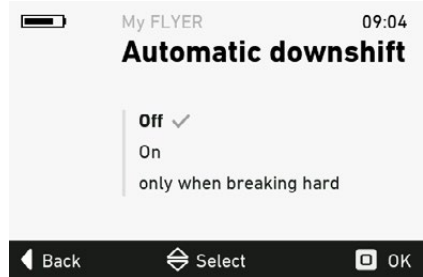 My FLYER 09:04
Automatic downshift
Off
On
only when breaking hard
Back Select OK